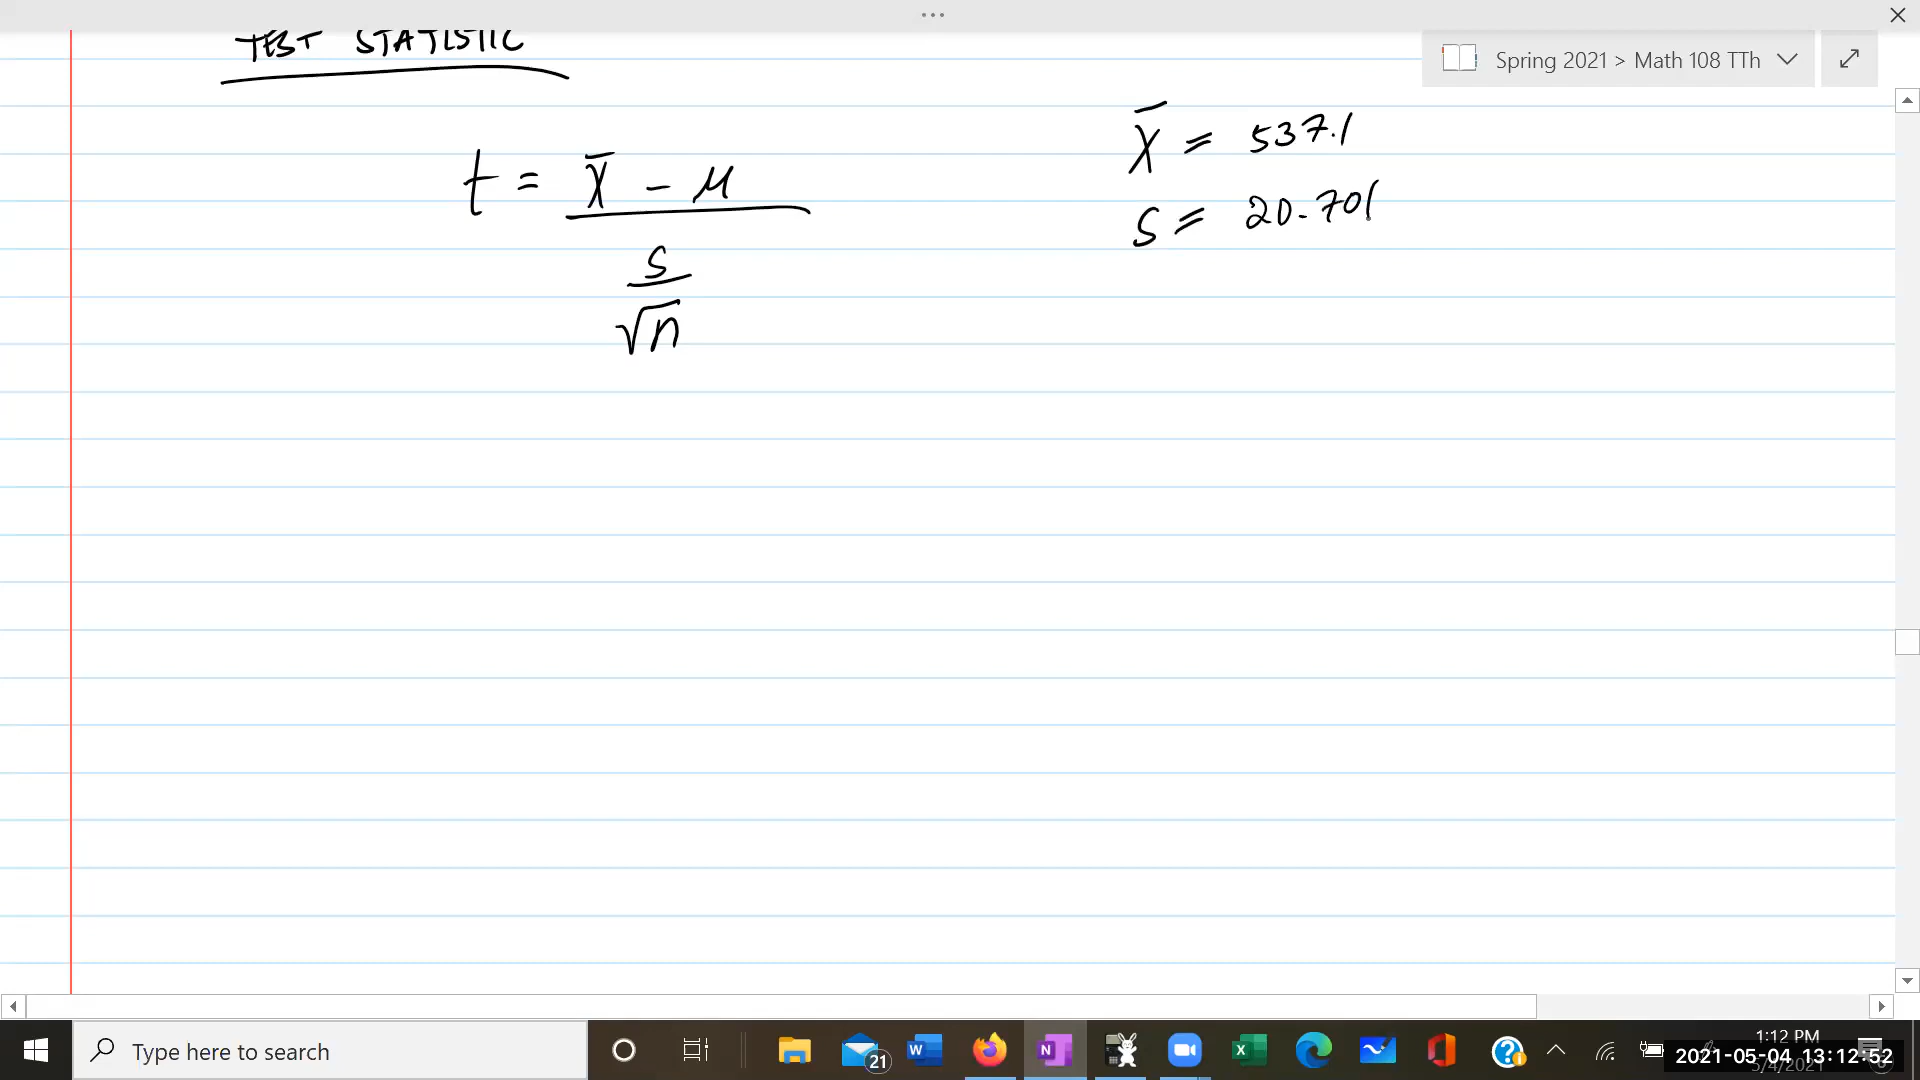 TEST STATISTIC
Spring 2021 > Math 108 TTh
t = x̄ - μ
s
√n
x̄ = 537.1
s = 20.701
Type here to search
21
1:12 PM
2021-05-04 13:12:52